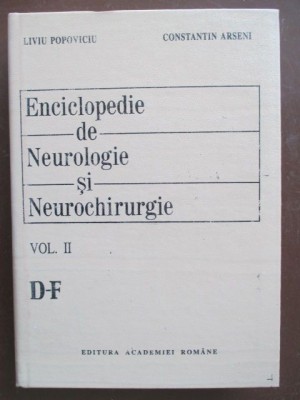 LIVIU POPOVICIU CONSTANTIN ARSENI
Enciclopedie
de
Neurologie
și
Neurochirurgie
VOL. II
D-F
EDITURA ACADEMIEI ROMÂNE